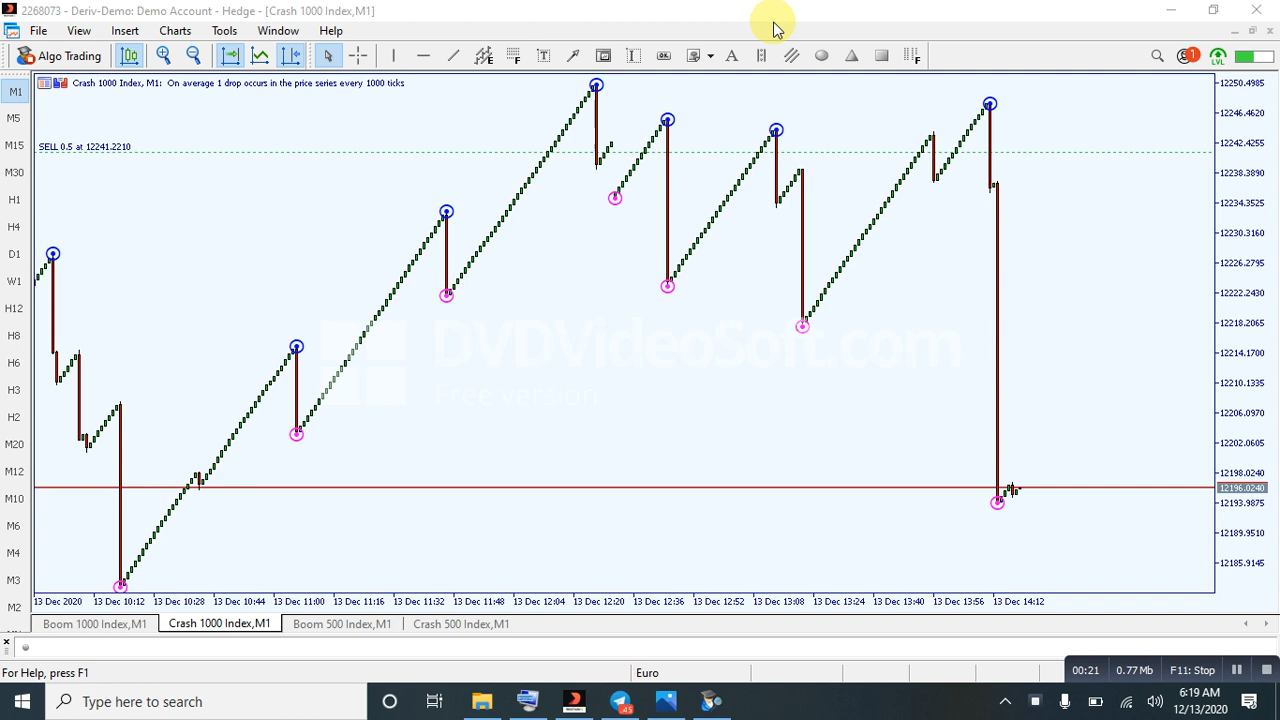 2268073 - Deriv-Demo: Demo Account - Hedge - [Crash 1000 Index,M1]
File View Insert Charts Tools Window Help
Algo Trading
LVL
M1
M5
M15
M30
H1
H4
D1
W1
H12
H8
H6
H3
H2
M20
M12
M10
M6
M4
M3
M2
Crash 1000 Index, M1: On average 1 drop occurs in the price series every 1000 ticks
SELL 0.5 at 12241.2210
DVDVideoSoft.com
Free version
12250.4985
12246.4620
12242.4255
12238.3890
12234.3525
12230.3160
12226.2795
12222.2430
12218.2065
12214.1700
12210.1335
12206.0970
12202.0605
12198.0240
12196.0240
12193.9875
12189.9510
12185.9145
13 Dec 2020 13 Dec 10:12 13 Dec 10:28 13 Dec 10:44 13 Dec 11:00 13 Dec 11:16 13 Dec 11:32 13 Dec 11:48 13 Dec 12:04 13 Dec 12:20 13 Dec 12:36 13 Dec 12:52 13 Dec 13:08 13 Dec 13:24 13 Dec 13:40 13 Dec 13:56 13 Dec 14:12
Boom 1000 Index,M1 Crash 1000 Index,M1 Boom 500 Index,M1 Crash 500 Index,M1
For Help, press F1 Euro
00:21 0.77 Mb F11: Stop
Type here to search
45
6:19 AM
12/13/2020